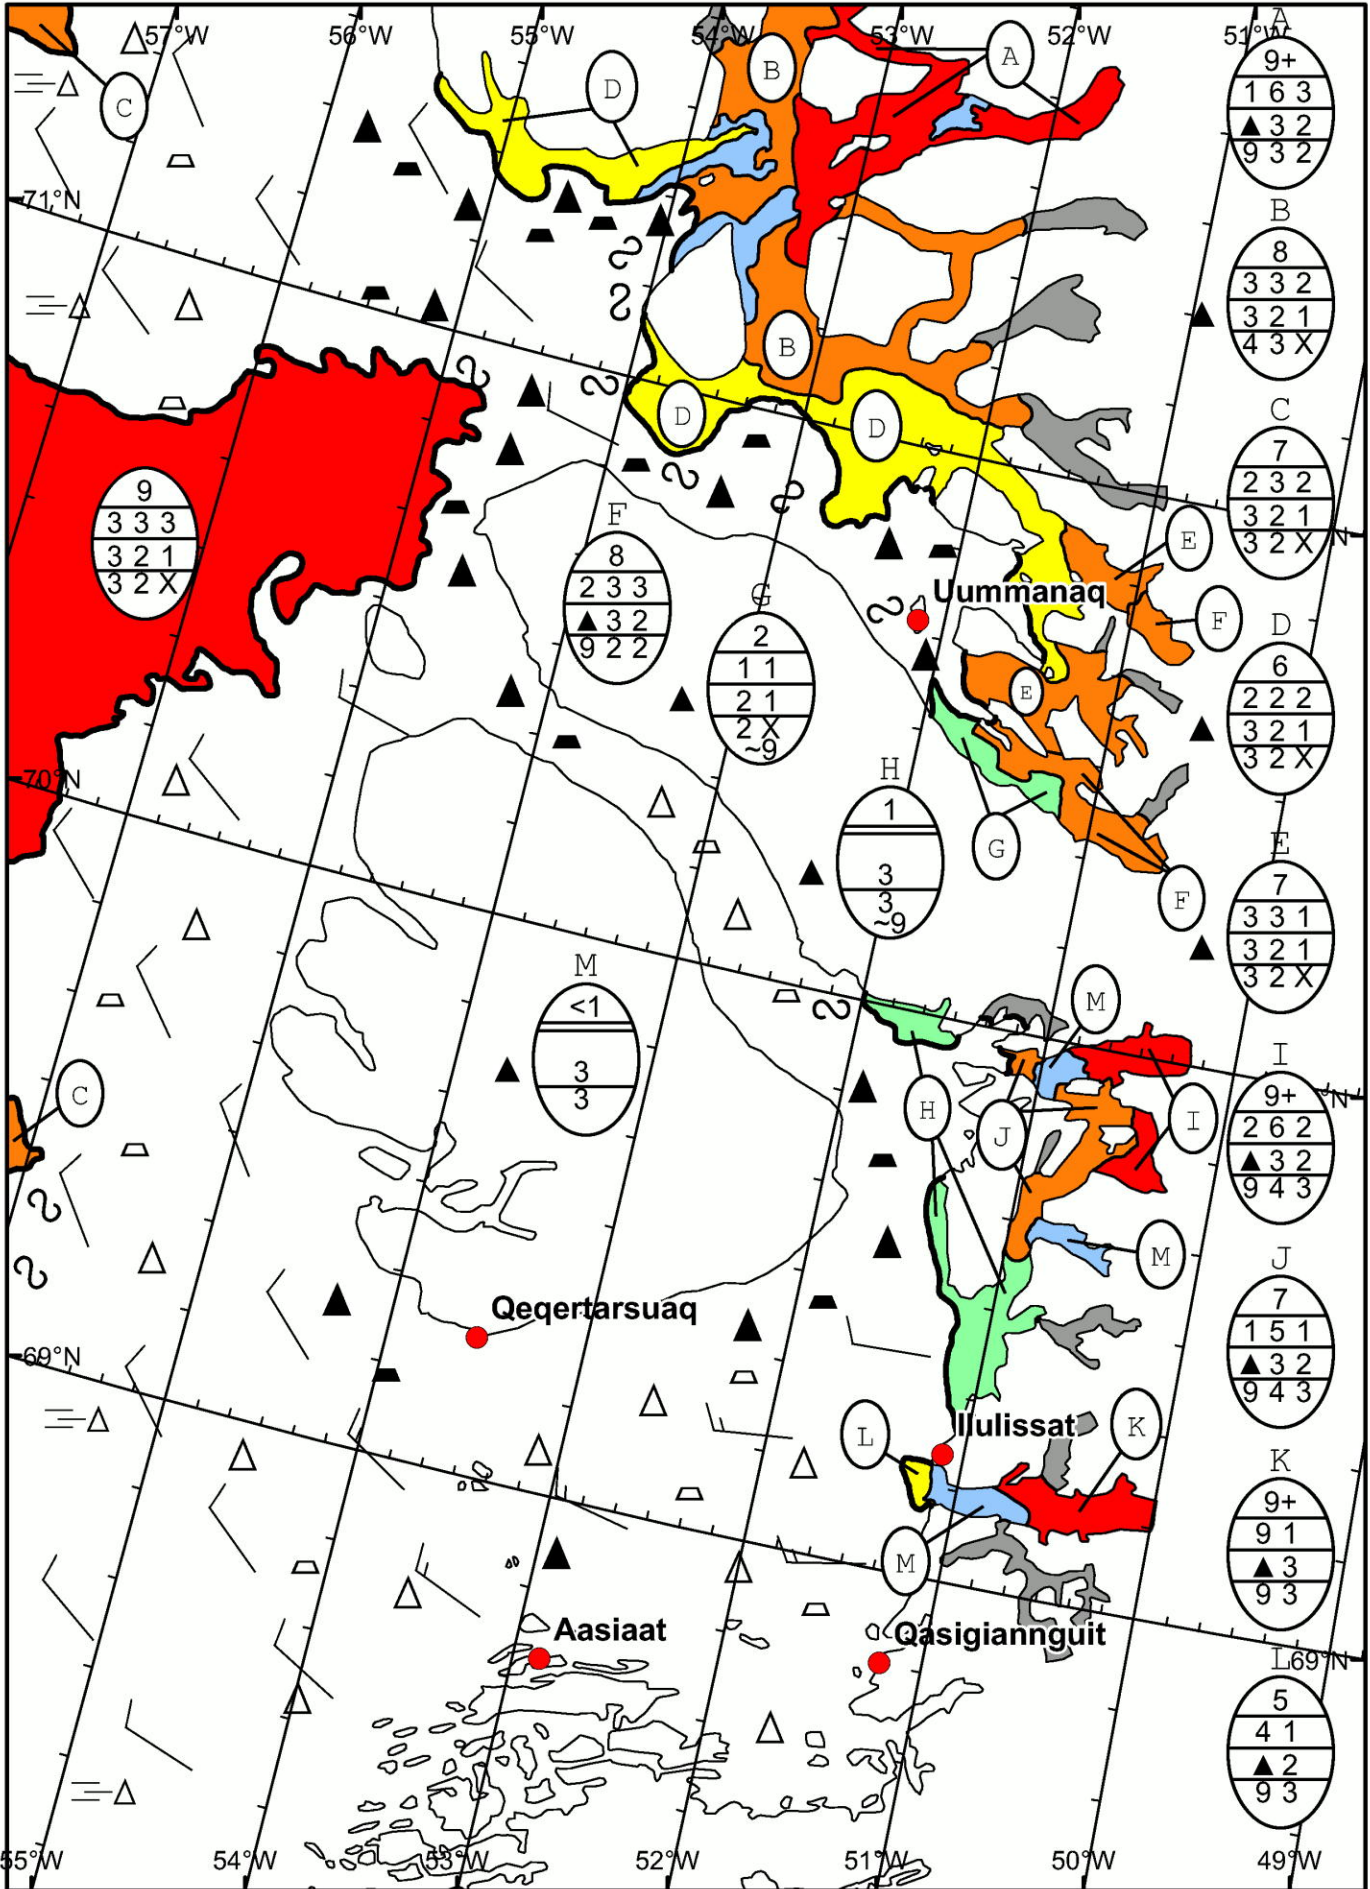 57°W 56°W 55°W 54°W 53°W 52°W 51°W
A
9+
1 6 3
▲ 3 2
9 3 2
D
B
A
C
71°N
B
8
3 3 2
3 2 1
4 3 X
B
D
D
C
7
2 3 2
3 2 1
3 2 X
N
9
3 3 3
3 2 1
3 2 X
F
8
2 3 3
▲ 3 2
9 2 2
E
Uummanaq
F
G
2
1 1
2 1
2 X
~9
D
6
2 2 2
3 2 1
3 2 X
E
70°N
H
1
3
3
~9
G
F
E
7
3 3 1
3 2 1
3 2 X
M
<1
3
3
M
I
9+
2 6 2
▲ 3 2
9 4 3
°N
C
H
J
I
M
J
7
1 5 1
▲ 3 2
9 4 3
Qeqertarsuaq
69°N
Ilulissat
L
K
K
9+
9 1
▲ 3
9 3
M
Aasiaat
Qasigiannguit
69°N
L
5
4 1
▲ 2
9 3
55°W 54°W 53°W 52°W 51°W 50°W 49°W